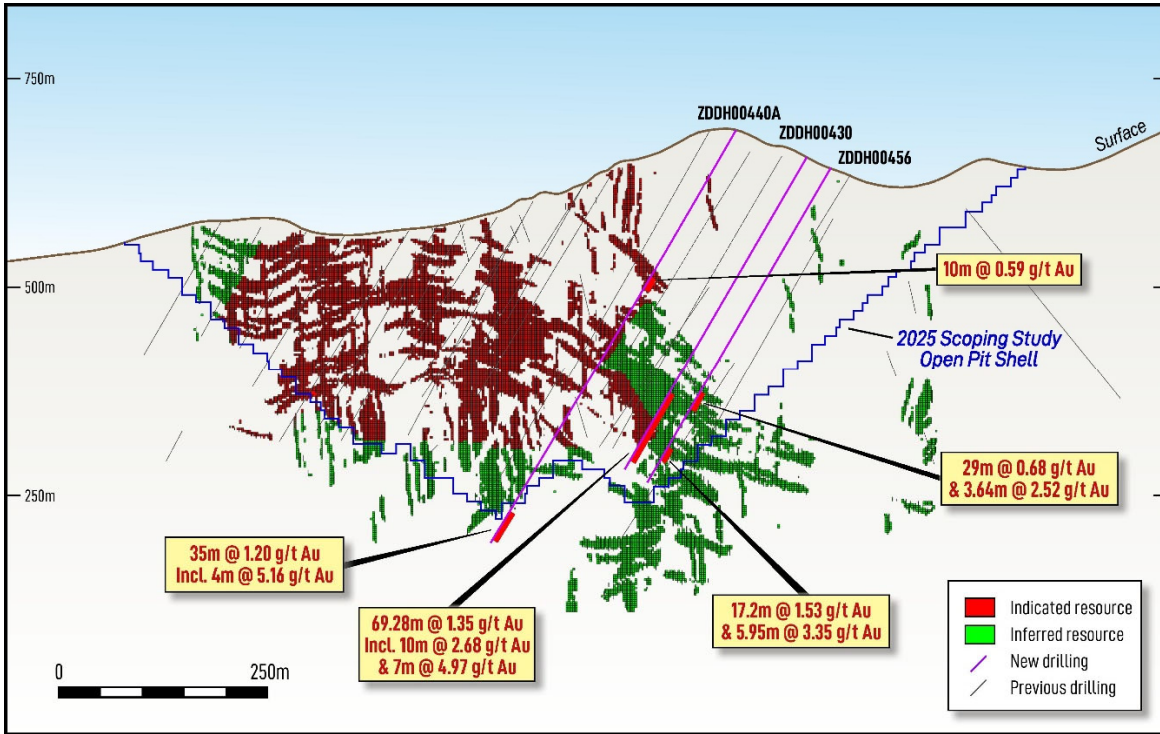 750m
500m
250m
ZDDH00440A
ZDDH00430
ZDDH00456
Surface
10m @ 0.59 g/t Au
2025 Scoping Study
Open Pit Shell
29m @ 0.68 g/t Au
& 3.64m @ 2.52 g/t Au
35m @ 1.20 g/t Au
Incl. 4m @ 5.16 g/t Au
69.28m @ 1.35 g/t Au
Incl. 10m @ 2.68 g/t Au
& 7m @ 4.97 g/t Au
17.2m @ 1.53 g/t Au
& 5.95m @ 3.35 g/t Au
0 250m
Indicated resource
Inferred resource
New drilling
Previous drilling